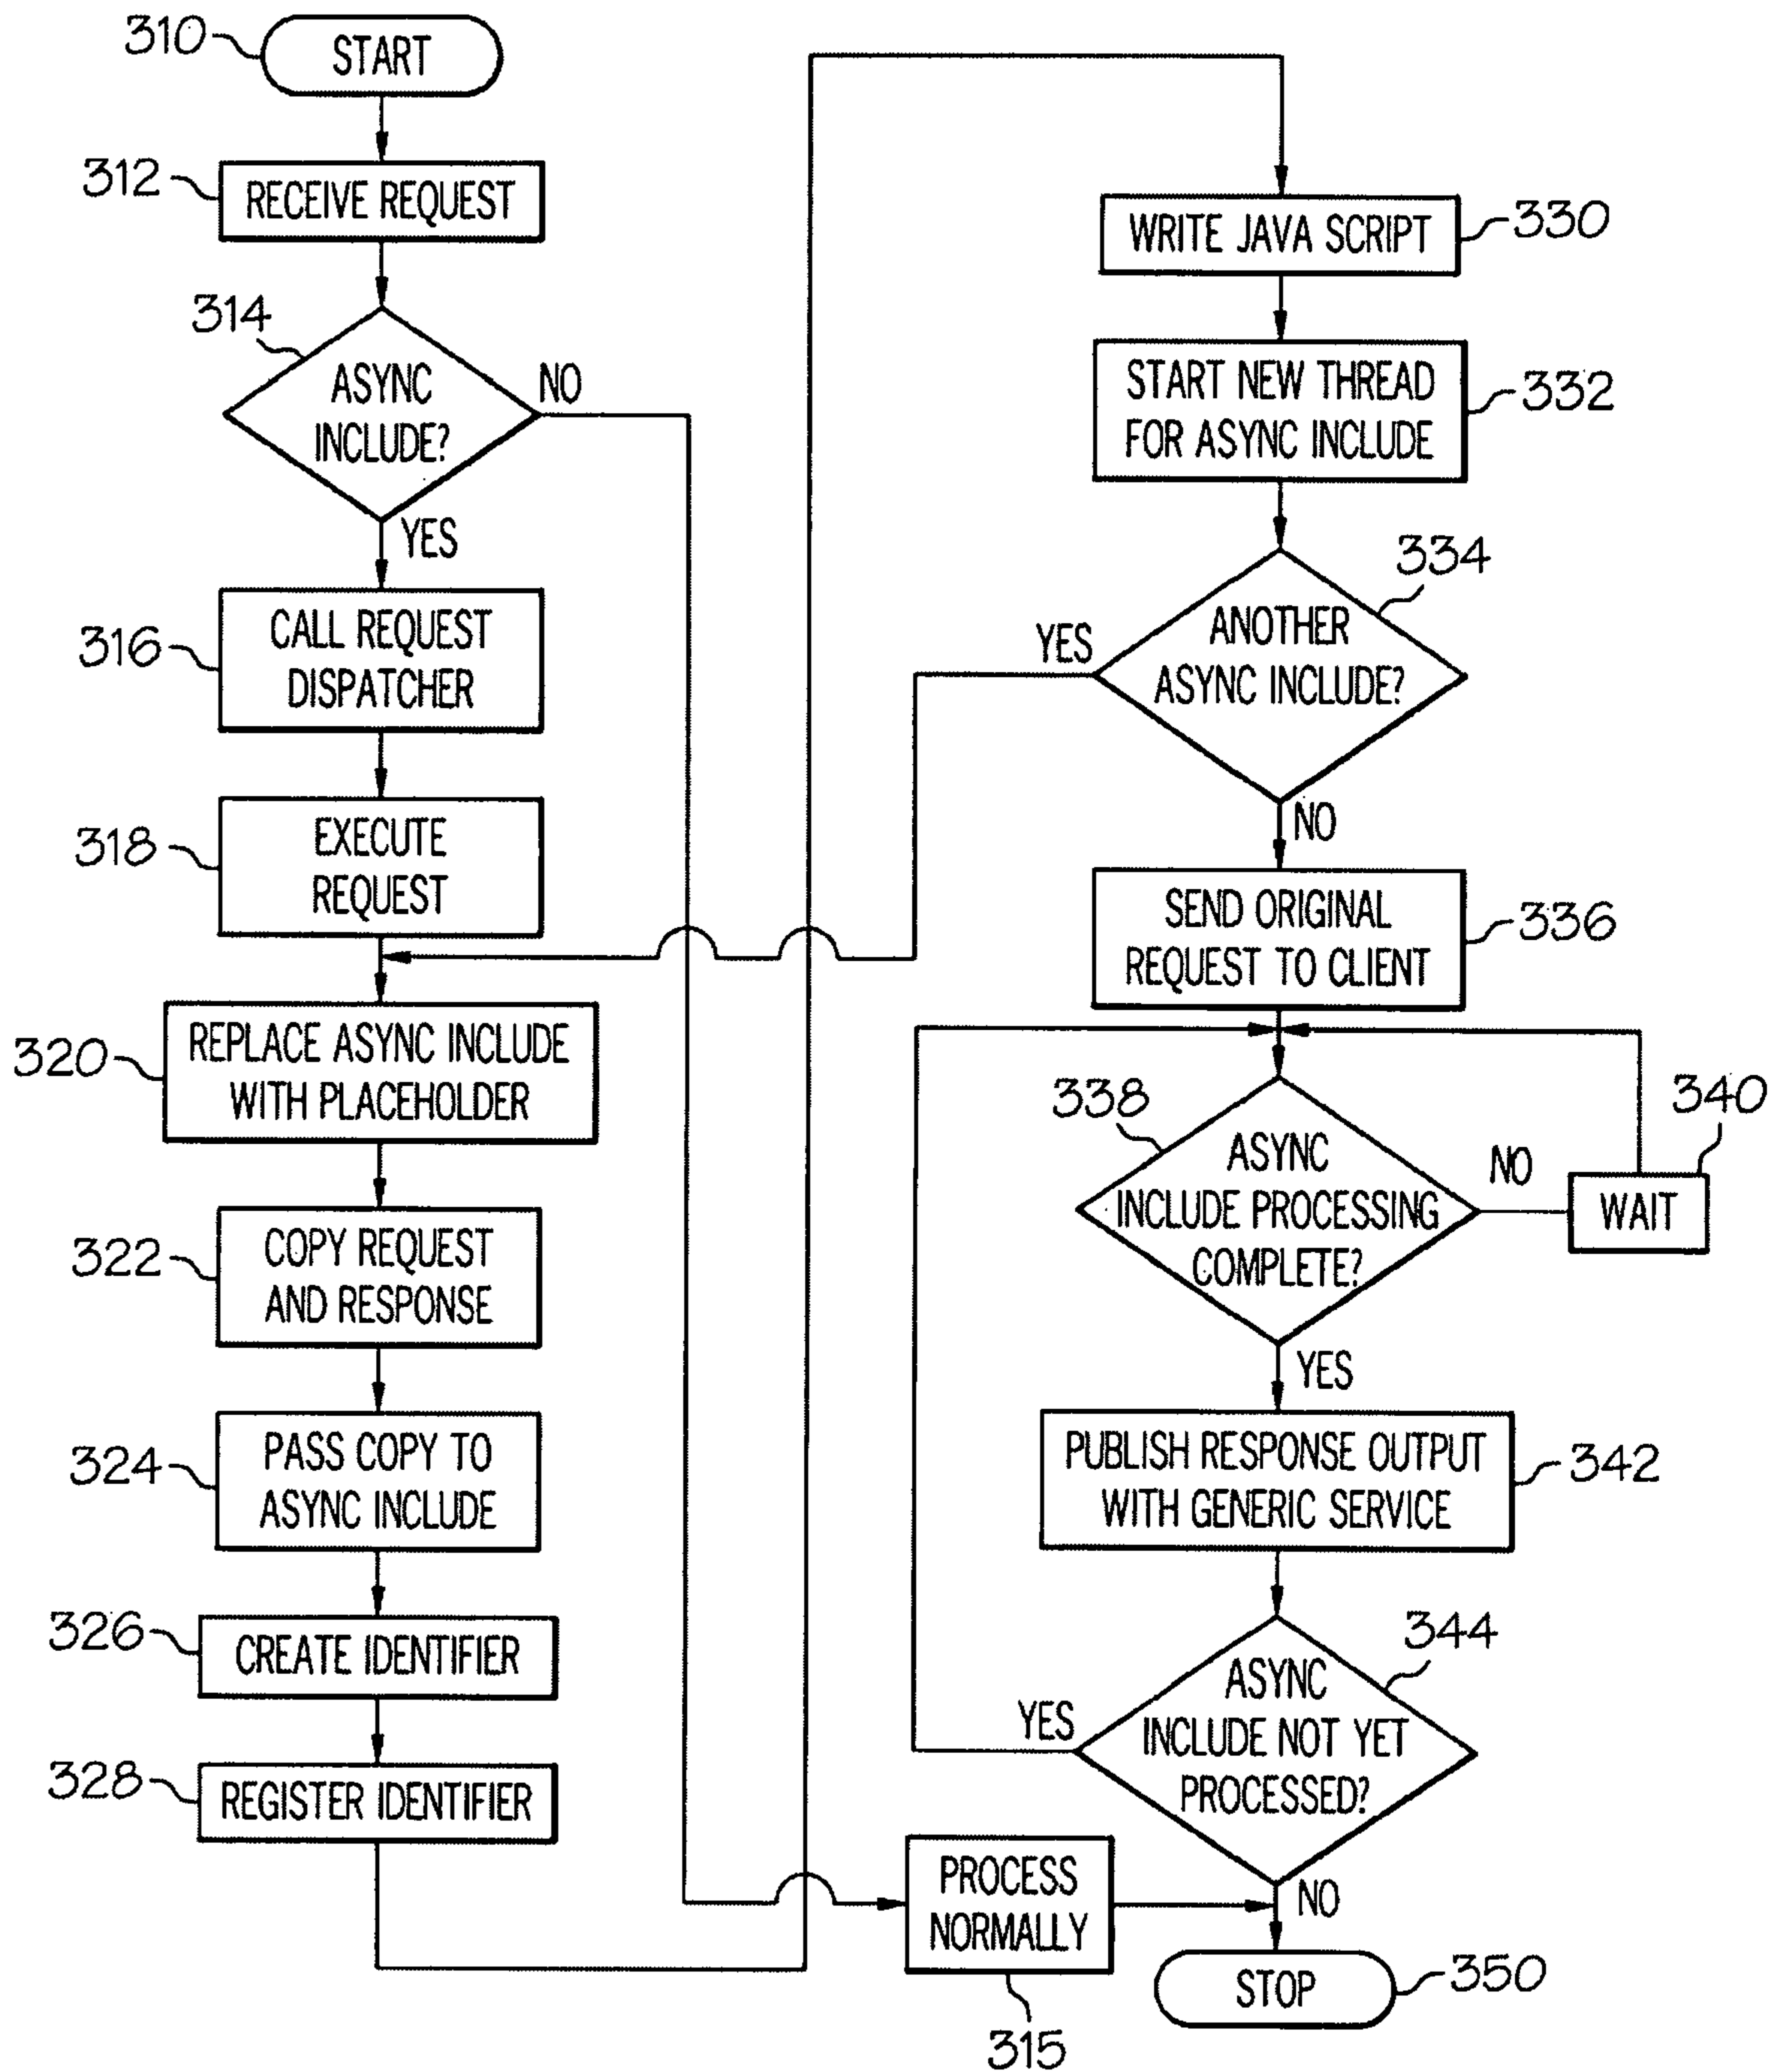 310
START
312
RECEIVE REQUEST
314
ASYNC
INCLUDE?
NO
YES
316
CALL REQUEST
DISPATCHER
318
EXECUTE
REQUEST
320
REPLACE ASYNC INCLUDE
WITH PLACEHOLDER
322
COPY REQUEST
AND RESPONSE
324
PASS COPY TO
ASYNC INCLUDE
326
CREATE IDENTIFIER
328
REGISTER IDENTIFIER
330
WRITE JAVA SCRIPT
332
START NEW THREAD
FOR ASYNC INCLUDE
334
ANOTHER
ASYNC INCLUDE?
YES
NO
336
SEND ORIGINAL
REQUEST TO CLIENT
338
ASYNC
INCLUDE PROCESSING
COMPLETE?
NO
340
WAIT
YES
342
PUBLISH RESPONSE OUTPUT
WITH GENERIC SERVICE
344
ASYNC
INCLUDE NOT YET
PROCESSED?
YES
NO
PROCESS
NORMALLY
315
STOP
350